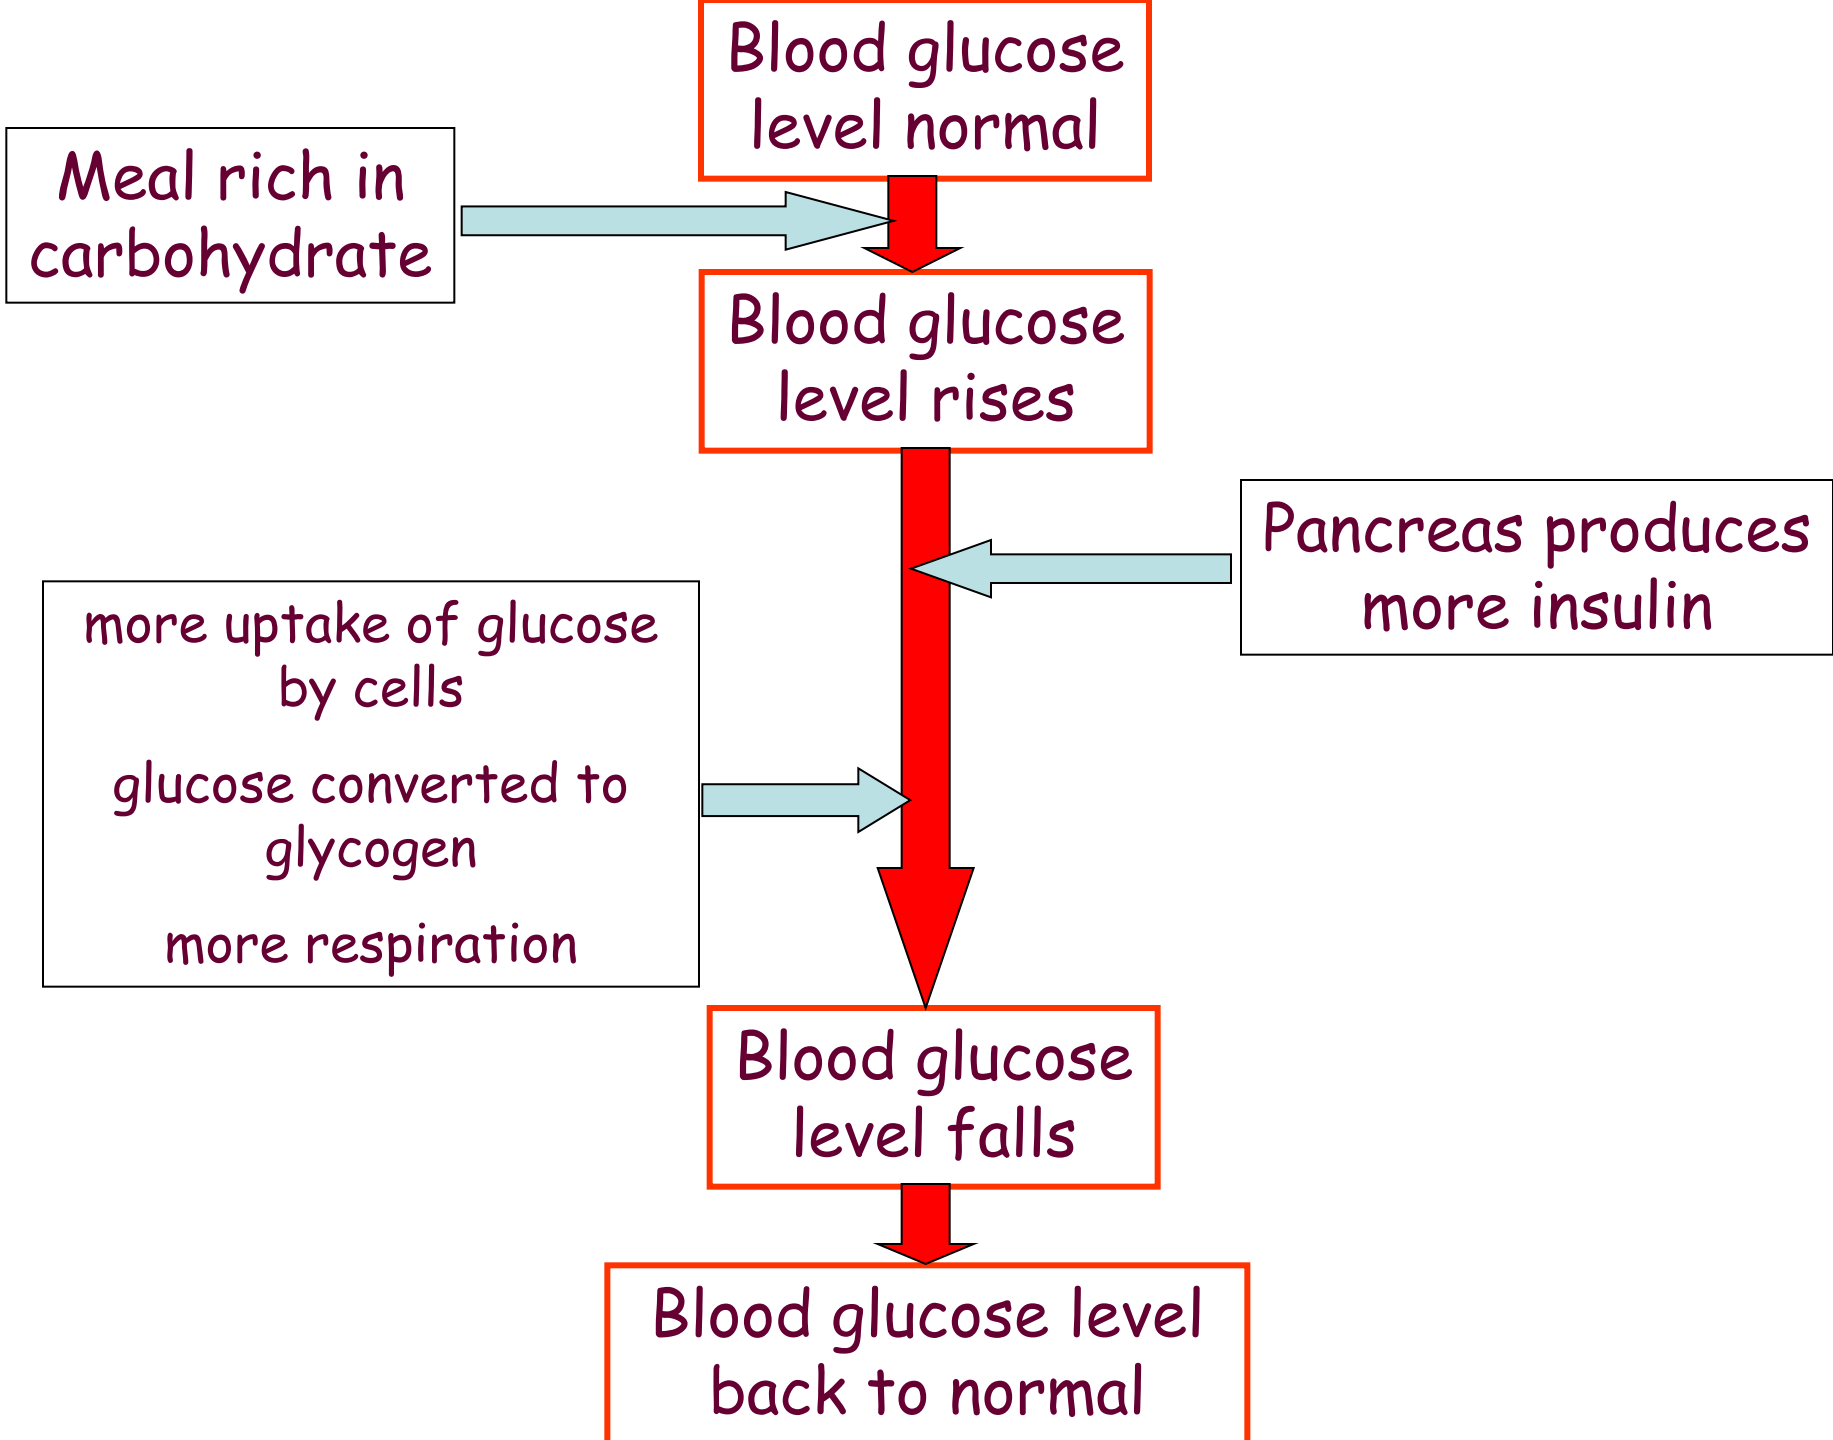 Blood glucose
level normal
Meal rich in
carbohydrate
Blood glucose
level rises
Pancreas produces
more insulin
more uptake of glucose
by cells
glucose converted to
glycogen
more respiration
Blood glucose
level falls
Blood glucose level
back to normal